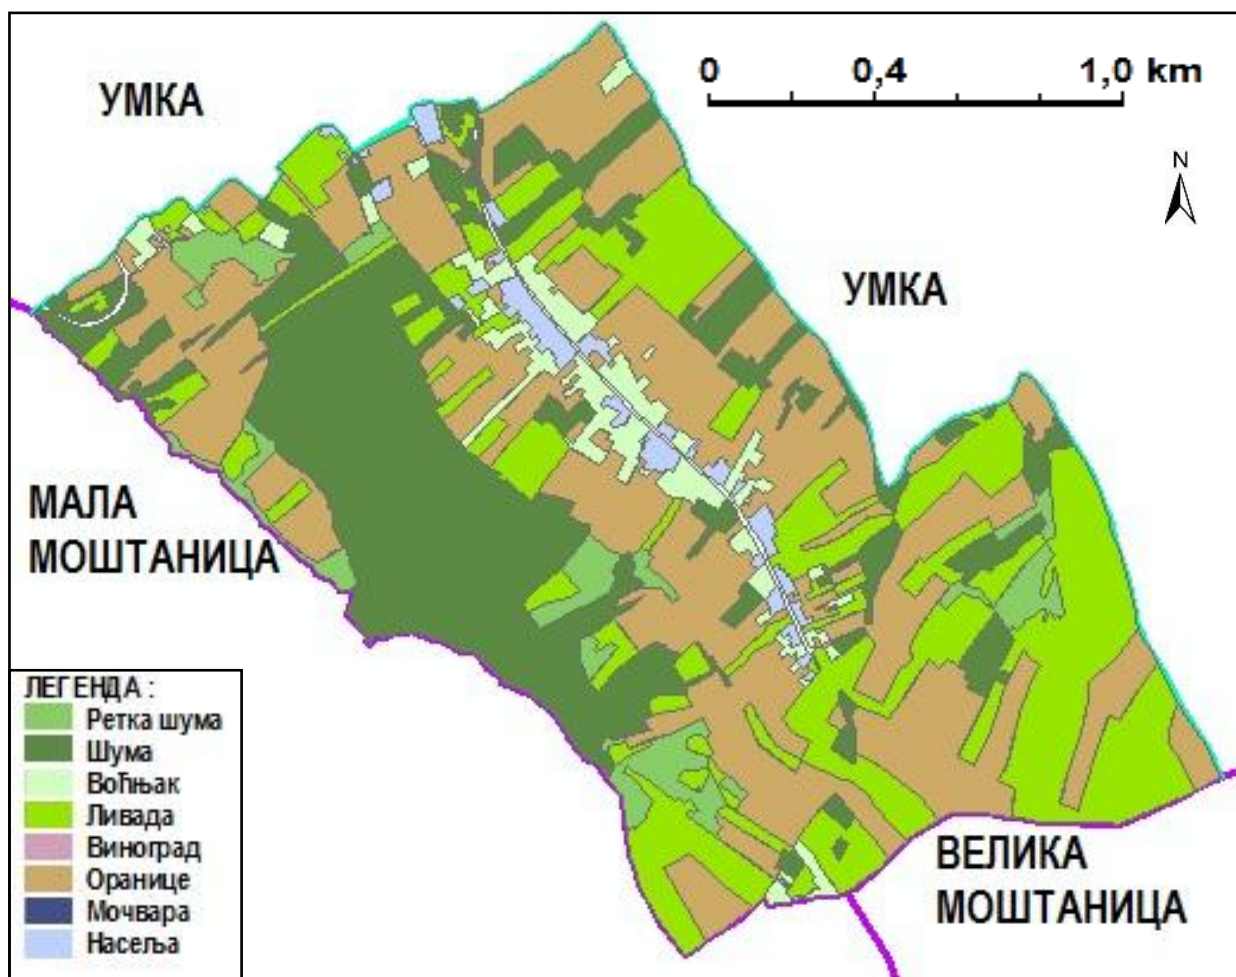 УМКА
0 0,4 1,0 km
N
УМКА
МАЛА
МОШТАНИЦА
ЛЕГЕНДА :
Ретка шума
Шума
Воћњак
Ливада
Виноград
Оранице
Мочвара
Насеља
ВЕЛИКА
МОШТАНИЦА